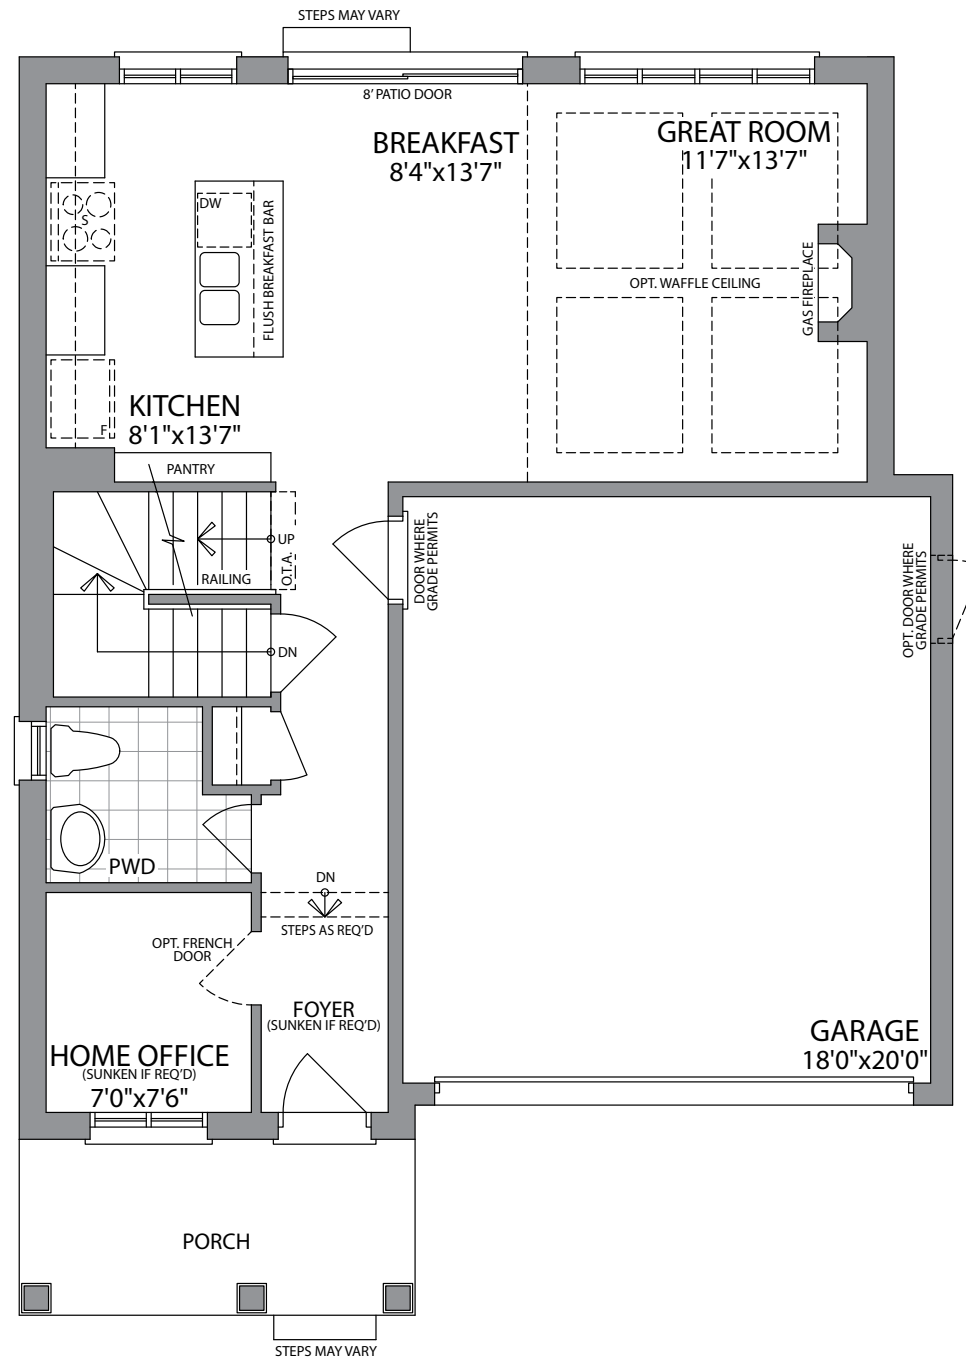 STEPS MAY VARY
8' PATIO DOOR
BREAKFAST
8'4"x13'7"
GREAT ROOM
11'7"x13'7"
DW
S
FLUSH BREAKFAST BAR
OPT. WAFFLE CEILING
GAS FIREPLACE
KITCHEN
8'1"x13'7"
F
PANTRY
UP
O.T.A.
RAILING
DN
DOOR WHERE
GRADE PERMITS
OPT. DOOR WHERE
GRADE PERMITS
PWD
DN
STEPS AS REQ'D
OPT. FRENCH
DOOR
FOYER
(SUNKEN IF REQ'D)
HOME OFFICE
(SUNKEN IF REQ'D)
7'0"x7'6"
GARAGE
18'0"x20'0"
PORCH
STEPS MAY VARY